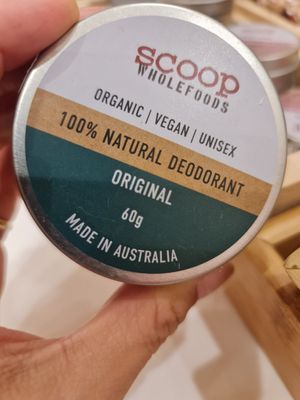 scoop
WHOLEFOODS
ORGANIC | VEGAN | UNISEX
100% NATURAL DEODORANT
ORIGINAL
60g
MADE IN AUSTRALIA